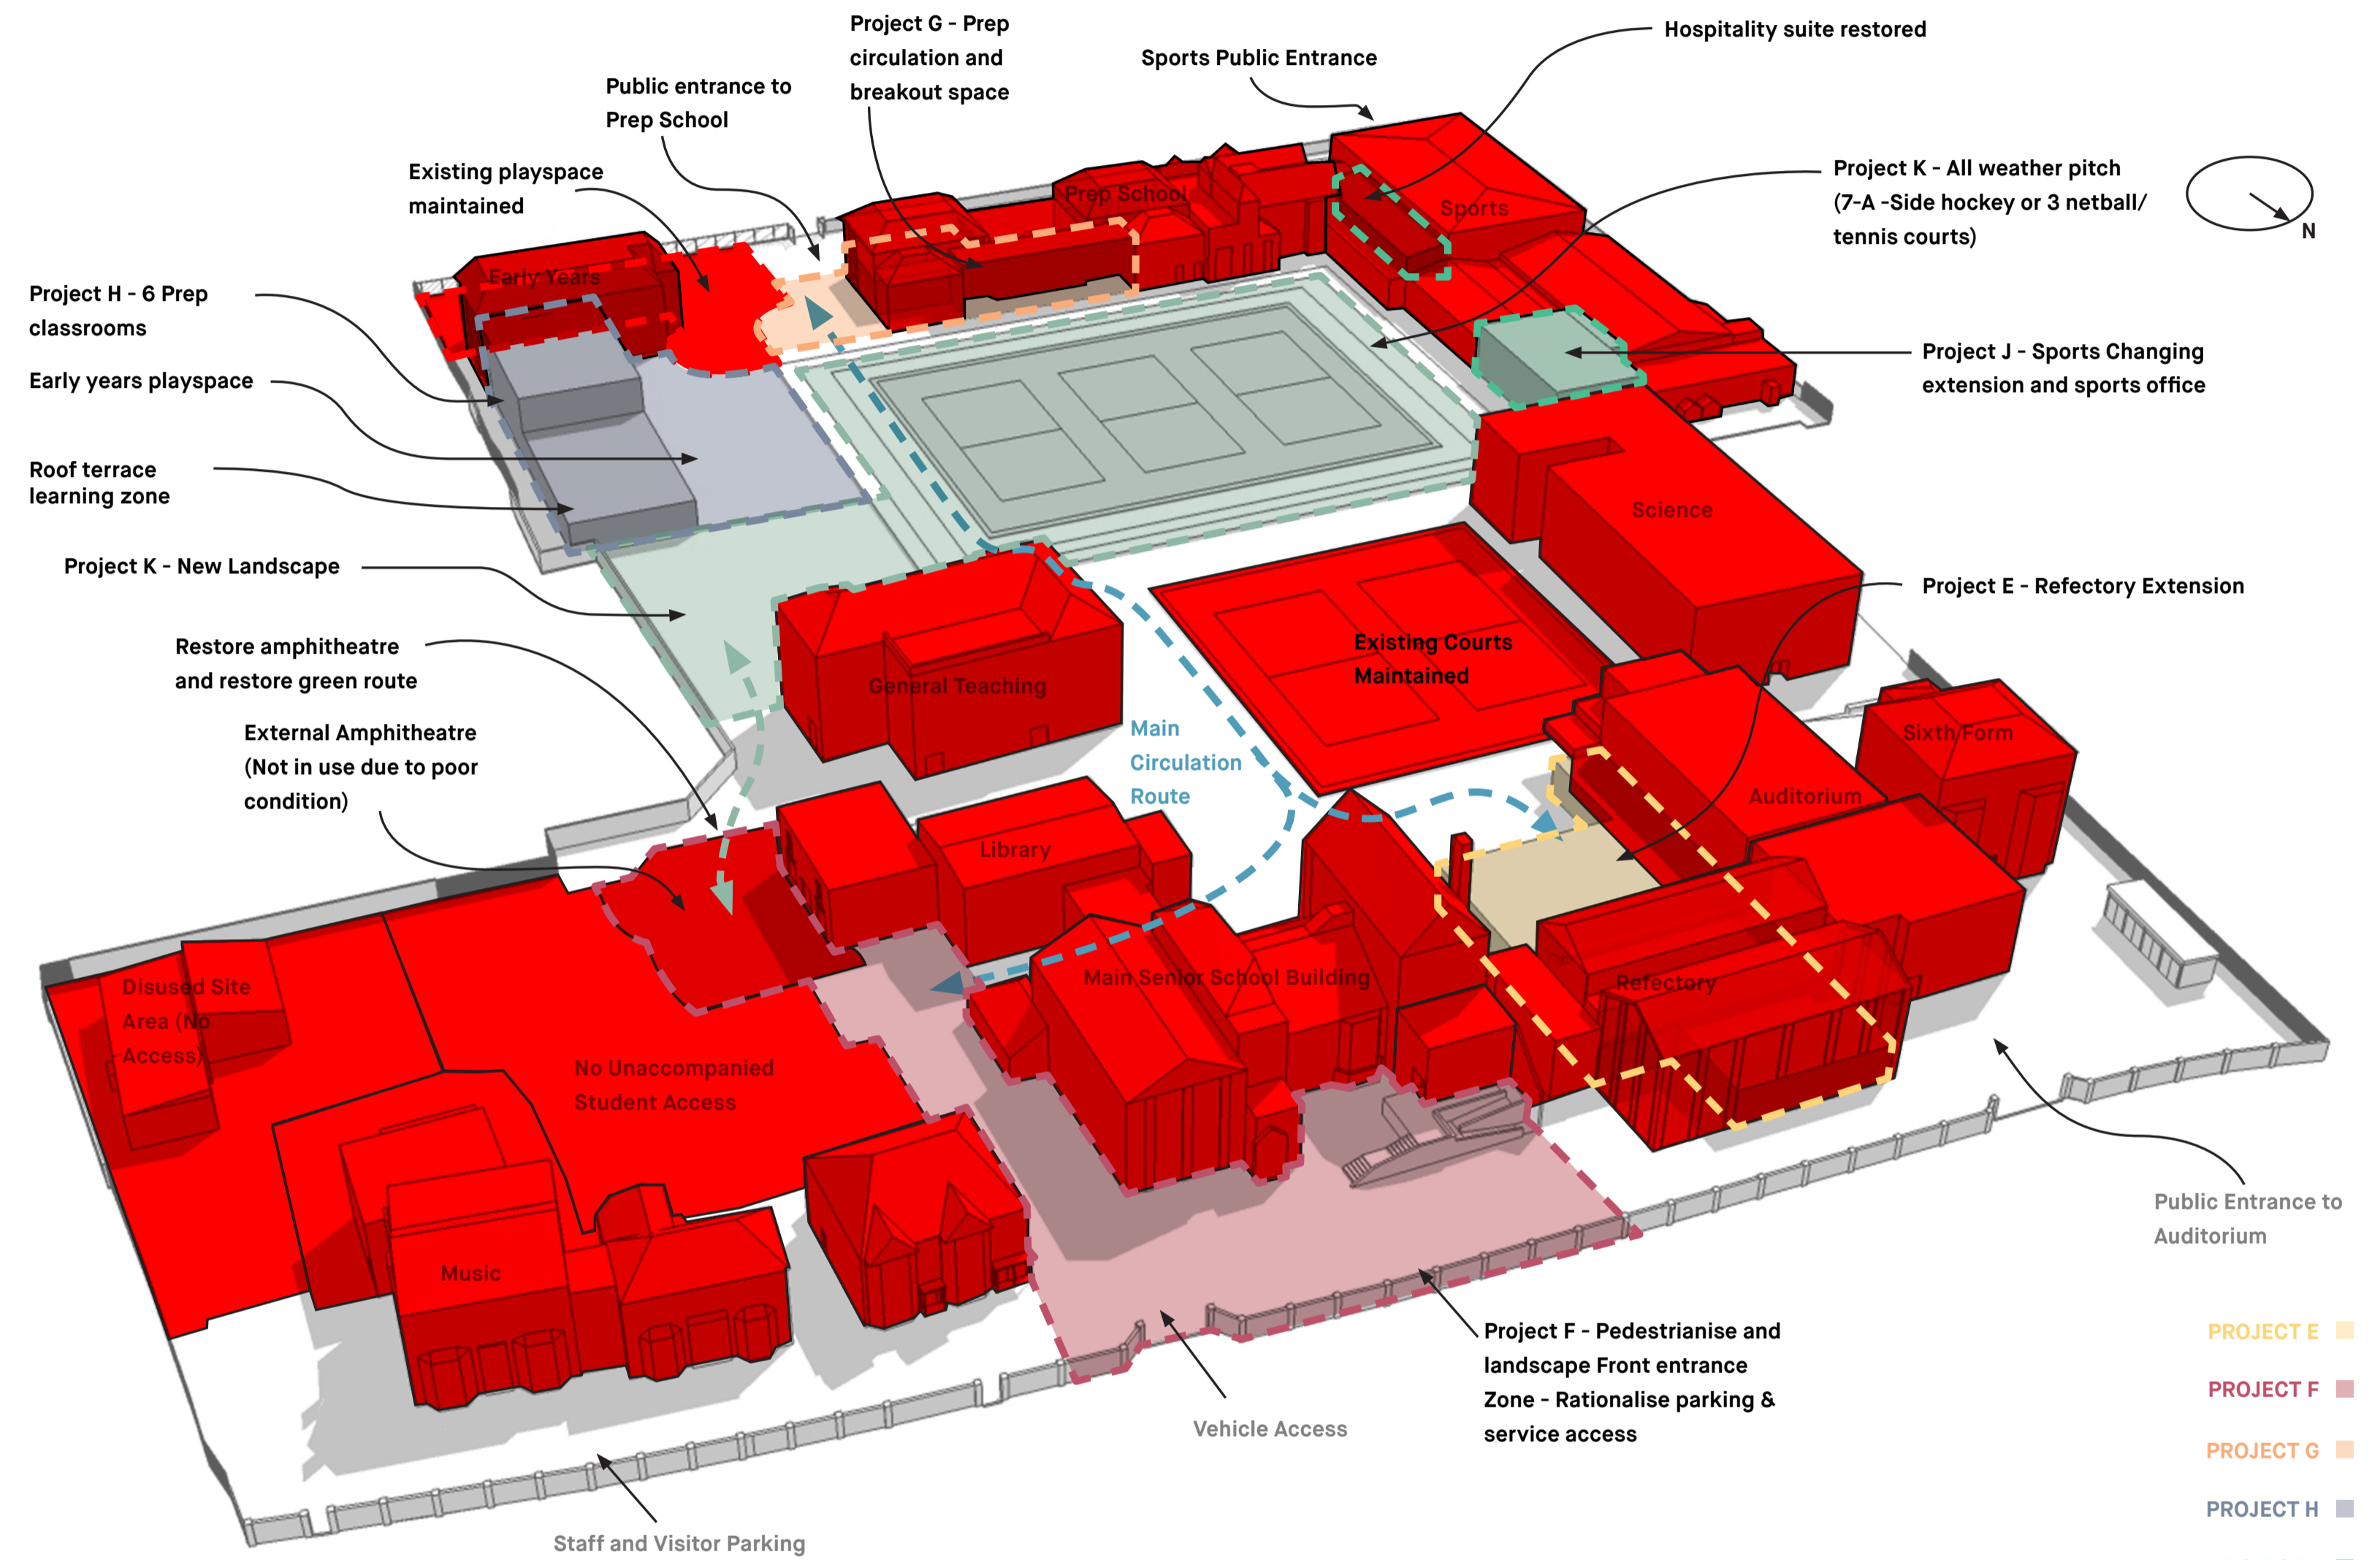 Project G - Prep
circulation and
breakout space
Hospitality suite restored
Sports Public Entrance
Public entrance to
Prep School
Existing playspace
maintained
Project K - All weather pitch
(7-A -Side hockey or 3 netball/
tennis courts)
N
Prep School
Sports
Early Years
Project H - 6 Prep
classrooms
Early years playspace
Project J - Sports Changing
extension and sports office
Roof terrace
learning zone
Science
Project K - New Landscape
Project E - Refectory Extension
Restore amphitheatre
and restore green route
Existing Courts
Maintained
General Teaching
External Amphitheatre
(Not in use due to poor
condition)
Main
Circulation
Route
Sixth Form
Auditorium
Library
Main Senior School Building
Refectory
Disused Site
Area (No
Access)
No Unaccompanied
Student Access
Public Entrance to
Auditorium
Music
Project F - Pedestrianise and
landscape Front entrance
Zone - Rationalise parking &
service access
Vehicle Access
Staff and Visitor Parking
PROJECT E
PROJECT F
PROJECT G
PROJECT H